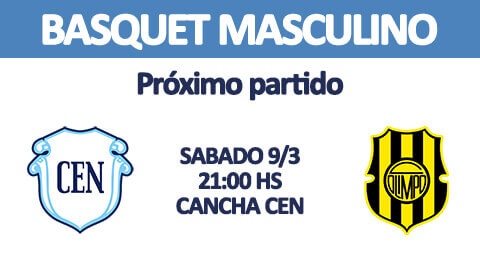 BASQUET MASCULINO
Próximo partido
CEN
SABADO 9/3
21:00 HS
CANCHA CEN
OLIMPO